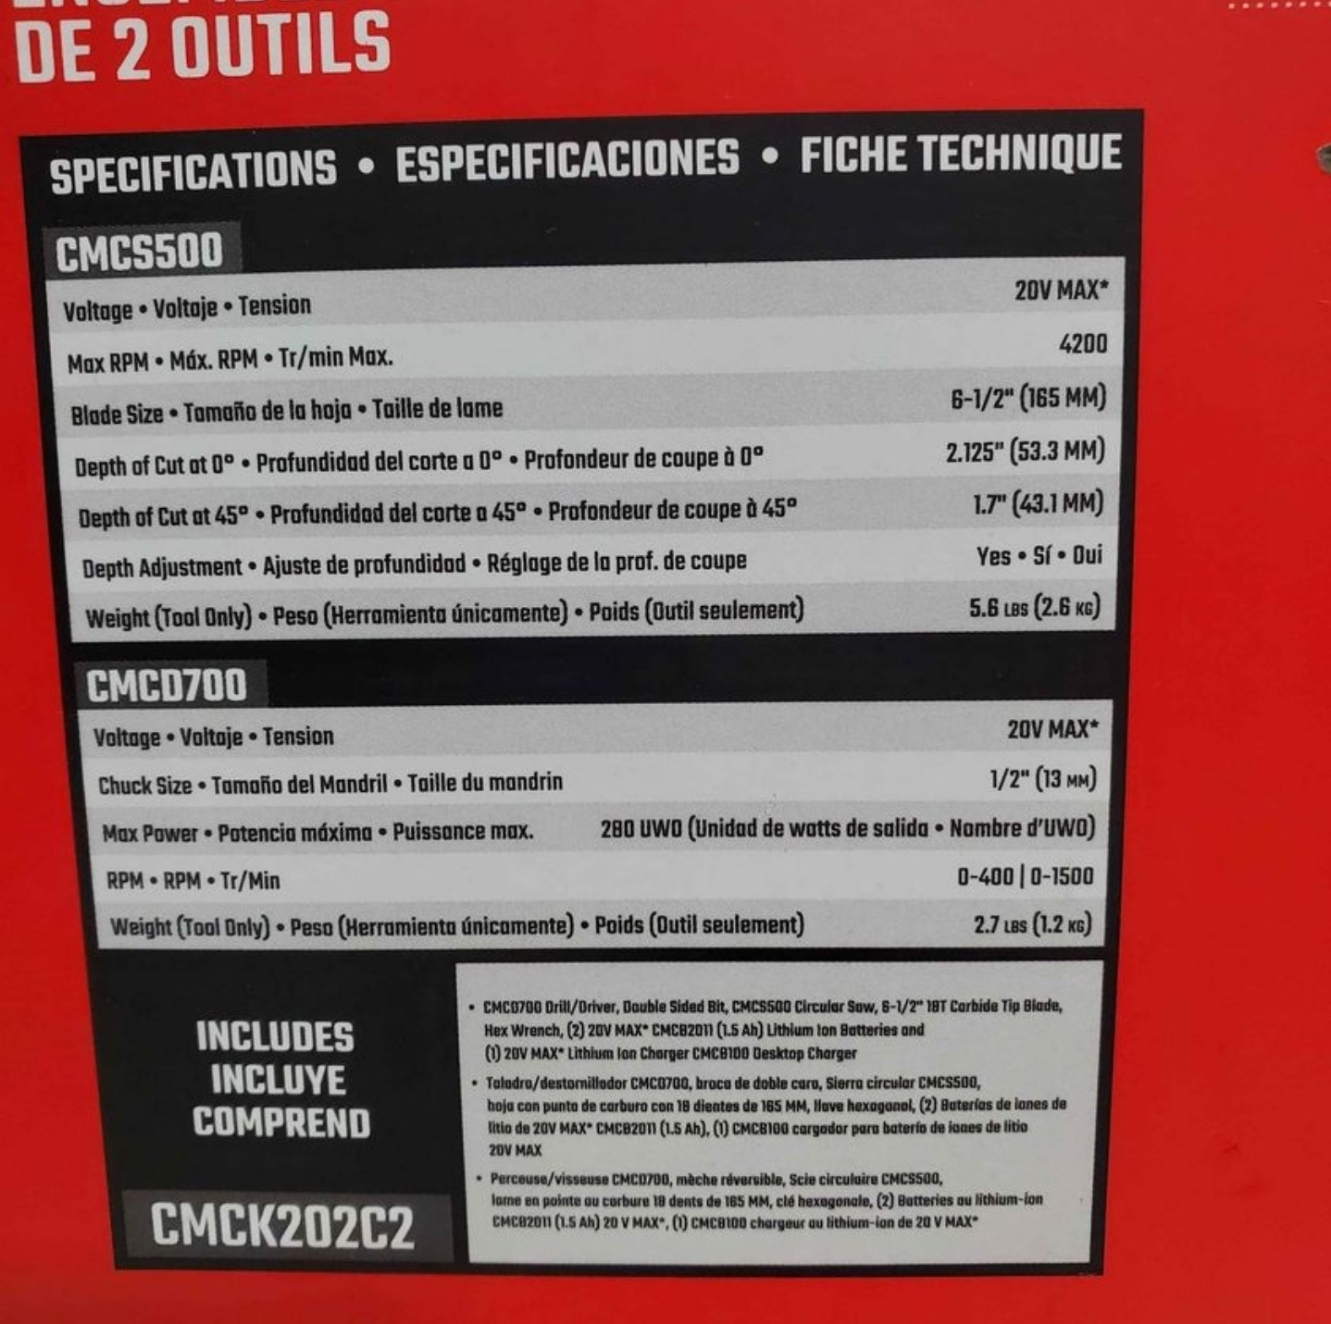 DE 2 OUTILS
SPECIFICATIONS • ESPECIFICACIONES • FICHE TECHNIQUE
CMCS500
Voltage • Voltaje • Tension 20V MAX*
Max RPM • Máx. RPM • Tr/min Max. 4200
Blade Size • Tamaño de la hoja • Taille de lame 6-1/2" (165 MM)
Depth of Cut at 0° • Profundidad del corte a 0° • Profondeur de coupe à 0° 2.125" (53.3 MM)
Depth of Cut at 45° • Profundidad del corte a 45° • Profondeur de coupe à 45° 1.7" (43.1 MM)
Depth Adjustment • Ajuste de profundidad • Réglage de la prof. de coupe Yes • Sí • Oui
Weight (Tool Only) • Peso (Herramienta únicamente) • Poids (Outil seulement) 5.6 LBS (2.6 KG)
CMCD700
Voltage • Voltaje • Tension 20V MAX*
Chuck Size • Tamaño del Mandril • Taille du mandrin 1/2" (13 MM)
Max Power • Potencia máxima • Puissance max. 280 UWO (Unidad de watts de salida • Nombre d'UWO)
RPM • RPM • Tr/Min 0-400 | 0-1500
Weight (Tool Only) • Peso (Herramienta únicamente) • Poids (Outil seulement) 2.7 LBS (1.2 KG)
INCLUDES
INCLUYE
COMPREND
CMCK202C2
• CMCD700 Drill/Driver, Double Sided Bit, CMCS500 Circular Saw, 6-1/2" 18T Carbide Tip Blade,
Hex Wrench, (2) 20V MAX* CMCB2011 (1.5 Ah) Lithium Ion Batteries and
(1) 20V MAX* Lithium Ion Charger CMCB100 Desktop Charger
• Taladro/destornillador CMCD700, broca de doble cara, Sierra circular CMCS500,
hoja con punta de carburo con 18 dientes de 165 MM, llave hexagonal, (2) Baterías de iones de
litio de 20V MAX* CMCB2011 (1.5 Ah), (1) CMCB100 cargador para batería de iones de litio
20V MAX
• Perceuse/visseuse CMCD700, mèche réversible, Scie circulaire CMCS500,
lame en pointe au carbure 18 dents de 165 MM, clé hexagonale, (2) Batteries au lithium-ion
CMCB2011 (1.5 Ah) 20 V MAX*, (1) CMCB100 chargeur au lithium-ion de 20 V MAX*